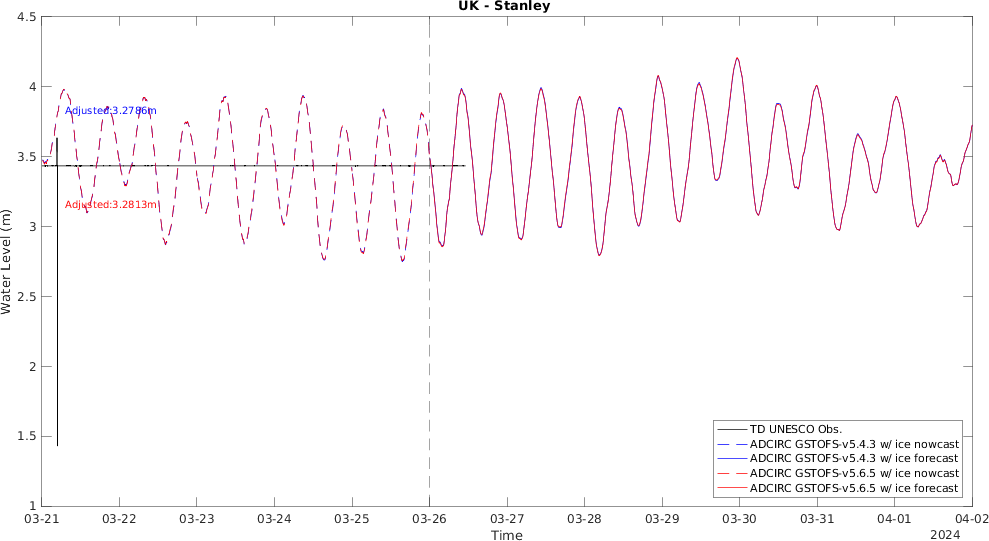 UK - Stanley
4.5
4
3.5
3
2.5
2
1.5
1
Water Level (m)
Adjusted:3.2786m
Adjusted:3.2813m
TD UNESCO Obs.
ADCIRC GSTOFS-v5.4.3 w/ ice nowcast
ADCIRC GSTOFS-v5.4.3 w/ ice forecast
ADCIRC GSTOFS-v5.6.5 w/ ice nowcast
ADCIRC GSTOFS-v5.6.5 w/ ice forecast
03-21 03-22 03-23 03-24 03-25 03-26 03-27 03-28 03-29 03-30 03-31 04-01 04-02
Time
2024